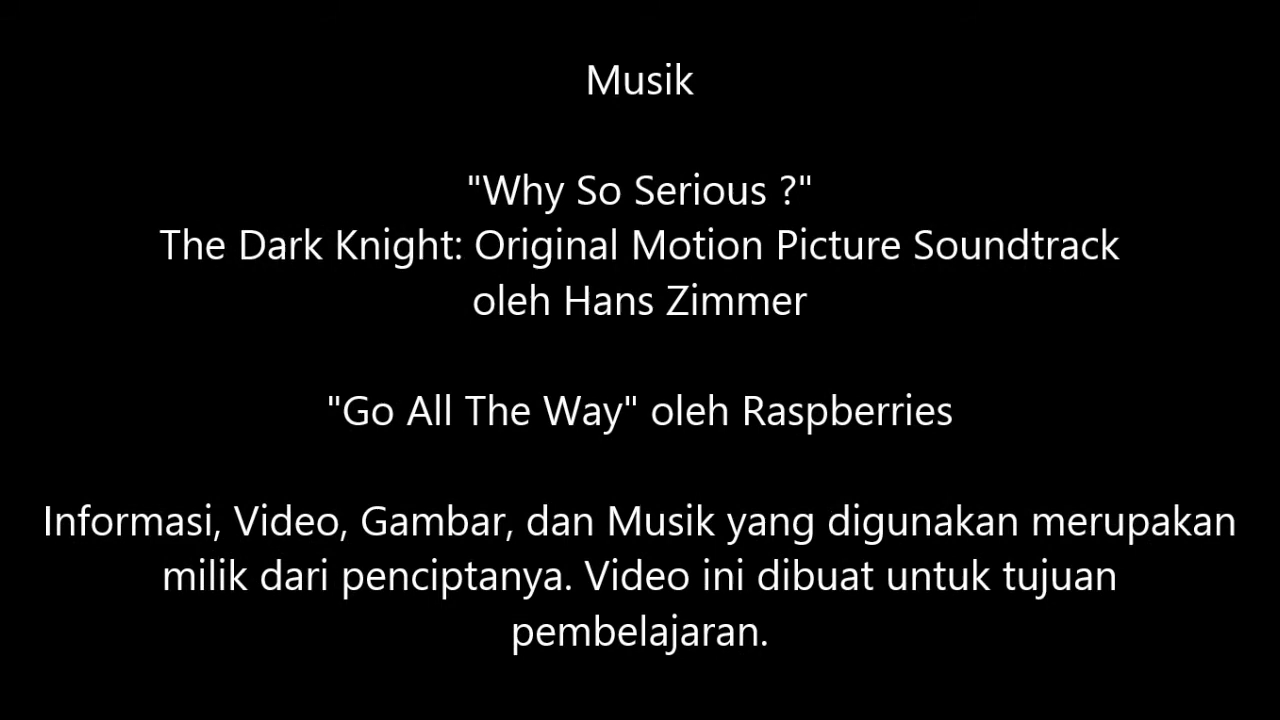 Musik
"Why So Serious ?"
The Dark Knight: Original Motion Picture Soundtrack
oleh Hans Zimmer
"Go All The Way" oleh Raspberries
Informasi, Video, Gambar, dan Musik yang digunakan merupakan
milik dari penciptanya. Video ini dibuat untuk tujuan
pembelajaran.